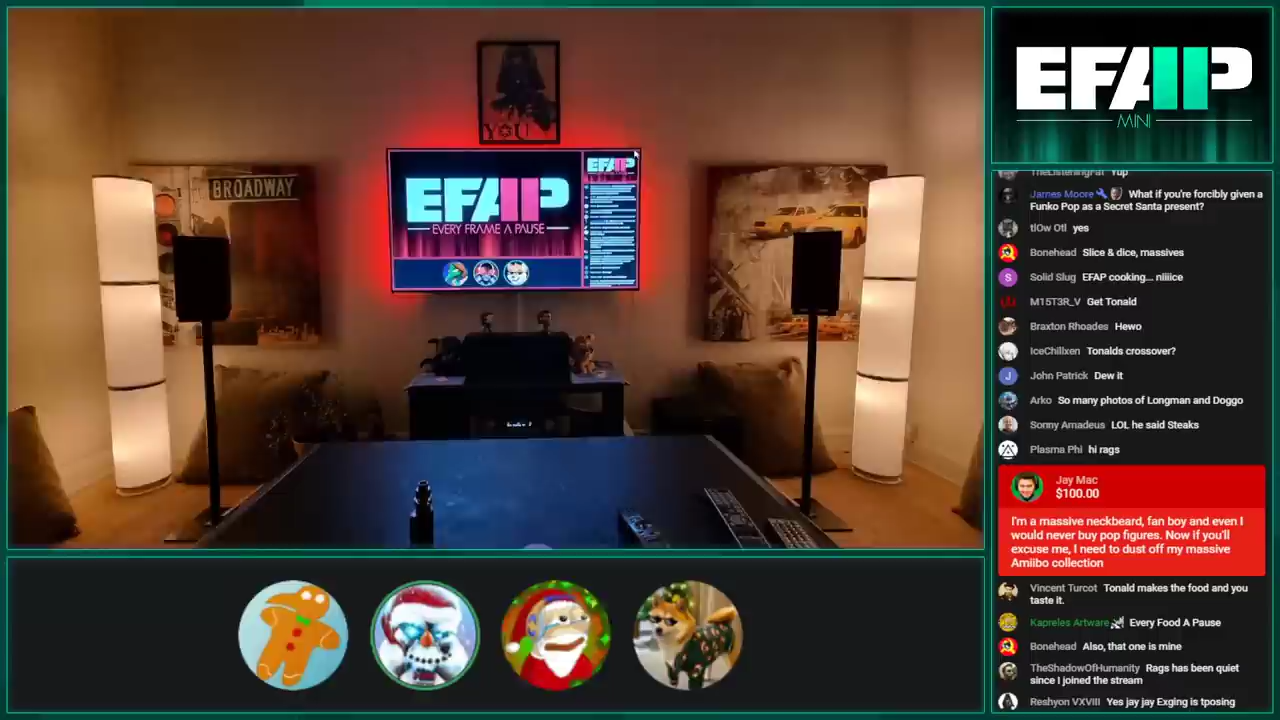 YOU
BROADWAY
EFAP
EVERY FRAME A PAUSE
EFAP
EFAP
MINI
TheListeningFat Yup
James Moore What if you're forcibly given a
Funko Pop as a Secret Santa present?
tlOw Otl yes
Bonehead Slice & dice, massives
S Solid Slug EFAP cooking... niiiice
M15T3R_V Get Tonald
Braxton Rhoades Hewo
IceChillxen Tonalds crossover?
J John Patrick Dew it
Arko So many photos of Longman and Doggo
Sonny Amadeus LOL he said Steaks
Plasma Phi hi rags
Jay Mac
$100.00
I'm a massive neckbeard, fan boy and even I
would never buy pop figures. Now if you'll
excuse me, I need to dust off my massive
Amiibo collection
Vincent Turcot Tonald makes the food and you
taste it.
Kapreles Artware Every Food A Pause
Bonehead Also, that one is mine
TheShadowOfHumanity Rags has been quiet
since I joined the stream
Reshyon VXVIII Yes jay jay Exging is tposing